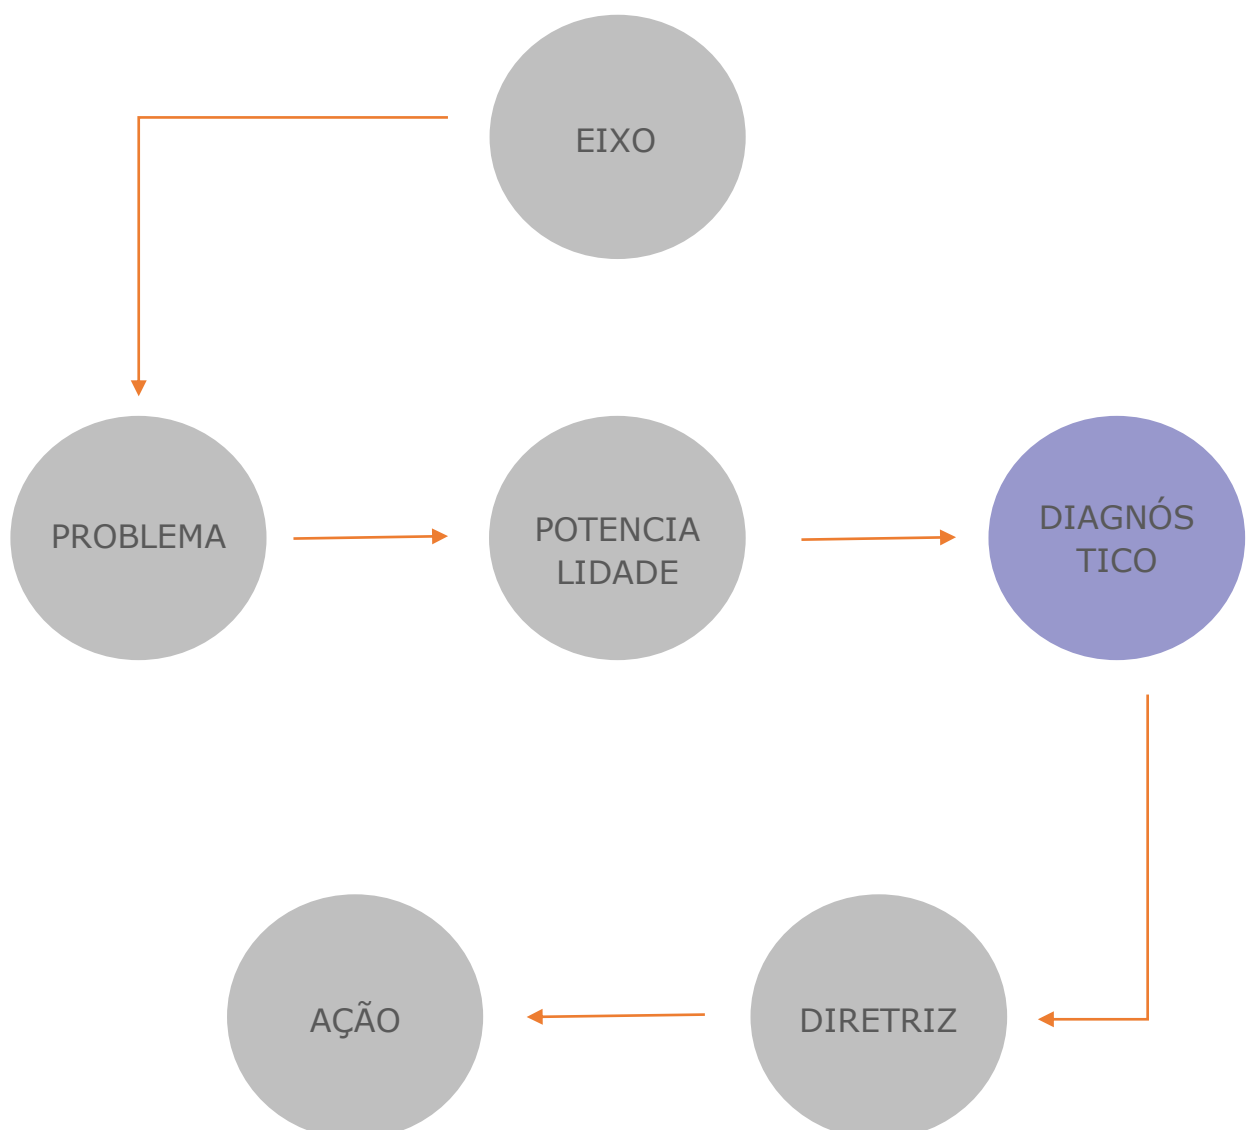 EIXO
PROBLEMA
POTENCIA
LIDADE
DIAGNÓS
TICO
AÇÃO
DIRETRIZ